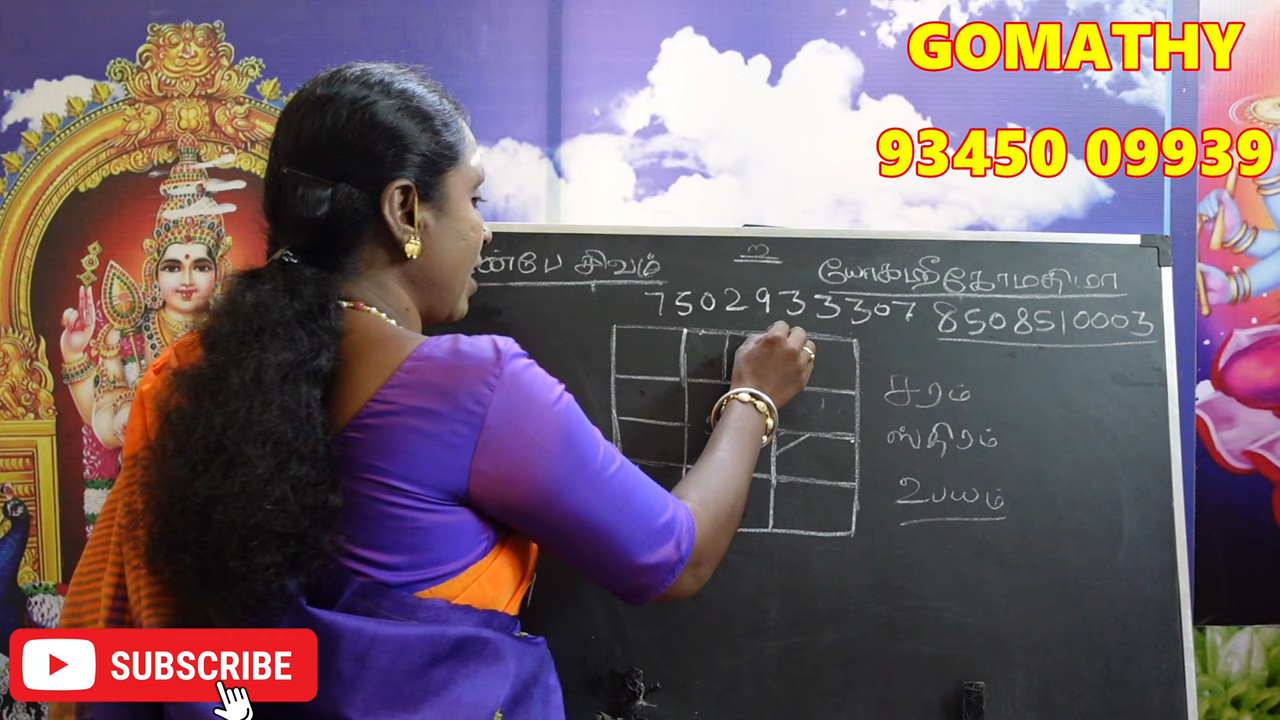 GOMATHY
93450 09939
உ
ன்பே சிவம்
யோகஸ்ரீகோமதிமா
7502933307 8508510003
சரம்
ஸ்திரம்
உபயம்
SUBSCRIBE